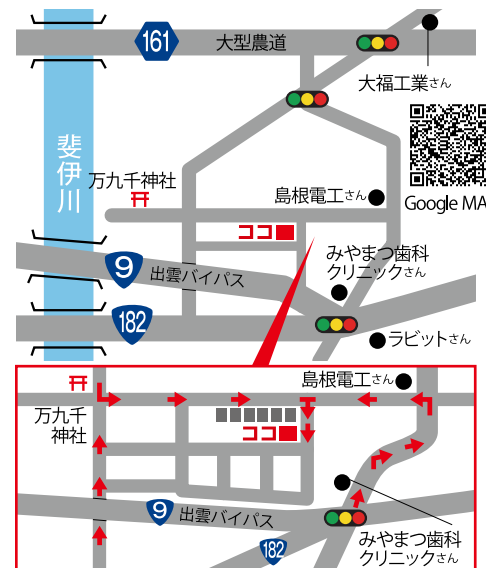 161
大型農道
大福工業さん
斐伊川
万九千神社
島根電工さん
Google MA
ココ
みやまつ歯科
クリニックさん
9
出雲バイパス
182
ラビットさん
島根電工さん
万九千
神社
ココ
9
出雲バイパス
182
みやまつ歯科
クリニックさん